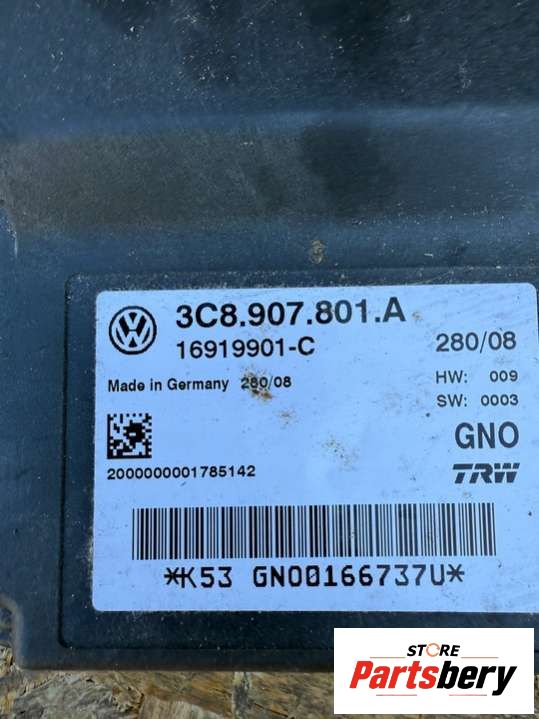 3C8.907.801.A
16919901-C
280/08
Made in Germany 280/08
HW: 009
SW: 0003
GNO
2000000001785142
TRW
*K53 GNO0166737U*
STORE
Partsbery